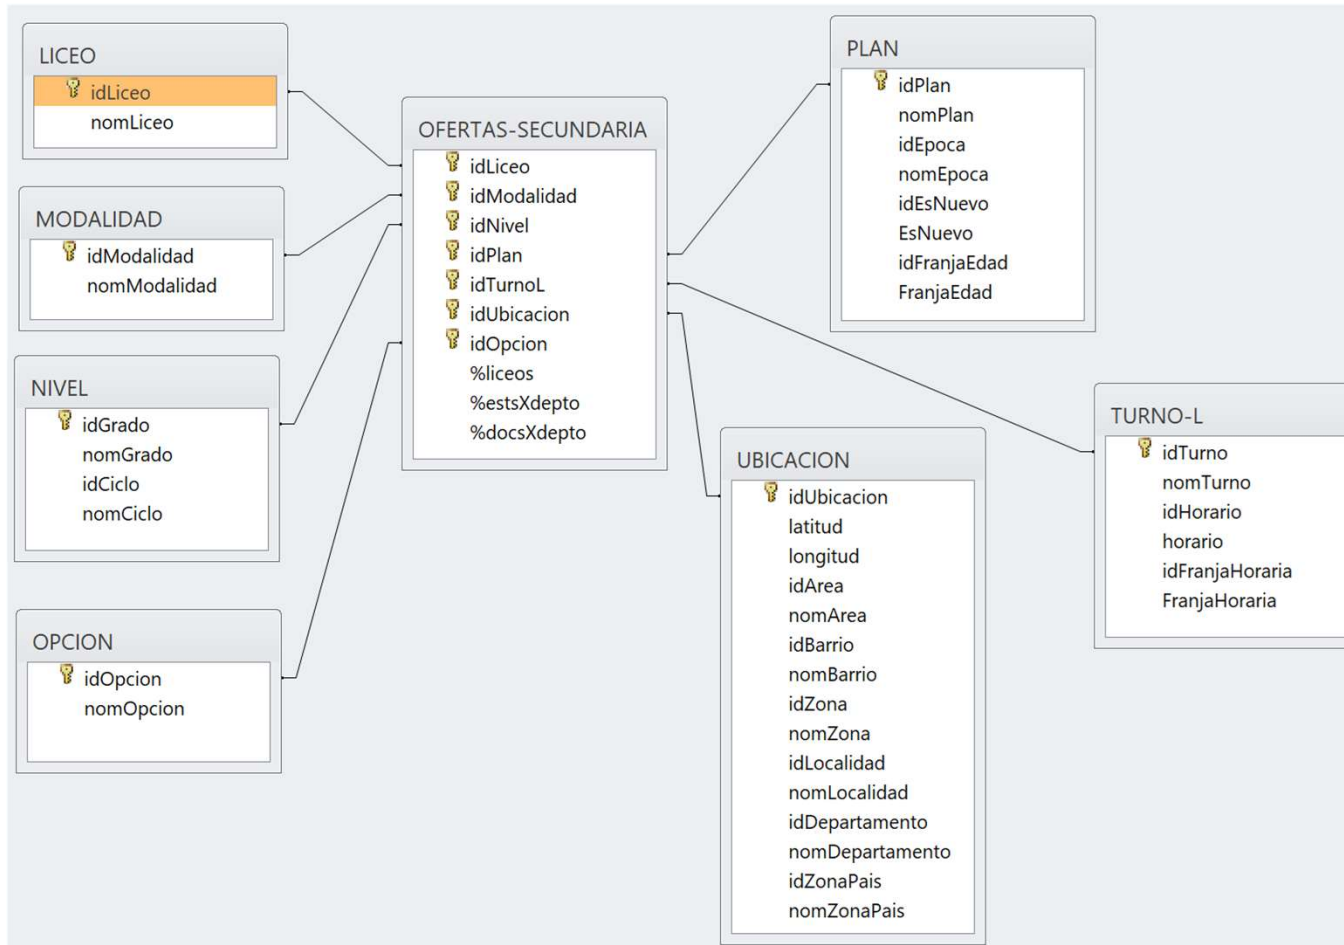 LICEO
idLiceo
nomLiceo
MODALIDAD
idModalidad
nomModalidad
NIVEL
idGrado
nomGrado
idCiclo
nomCiclo
OPCION
idOpcion
nomOpcion
OFERTAS-SECUNDARIA
idLiceo
idModalidad
idNivel
idPlan
idTurnoL
idUbicacion
idOpcion
%liceos
%estsXdepto
%docsXdepto
PLAN
idPlan
nomPlan
idEpoca
nomEpoca
idEsNuevo
EsNuevo
idFranjaEdad
FranjaEdad
UBICACION
idUbicacion
latitud
longitud
idArea
nomArea
idBarrio
nomBarrio
idZona
nomZona
idLocalidad
nomLocalidad
idDepartamento
nomDepartamento
idZonaPais
nomZonaPais
TURNO-L
idTurno
nomTurno
idHorario
horario
idFranjaHoraria
FranjaHoraria